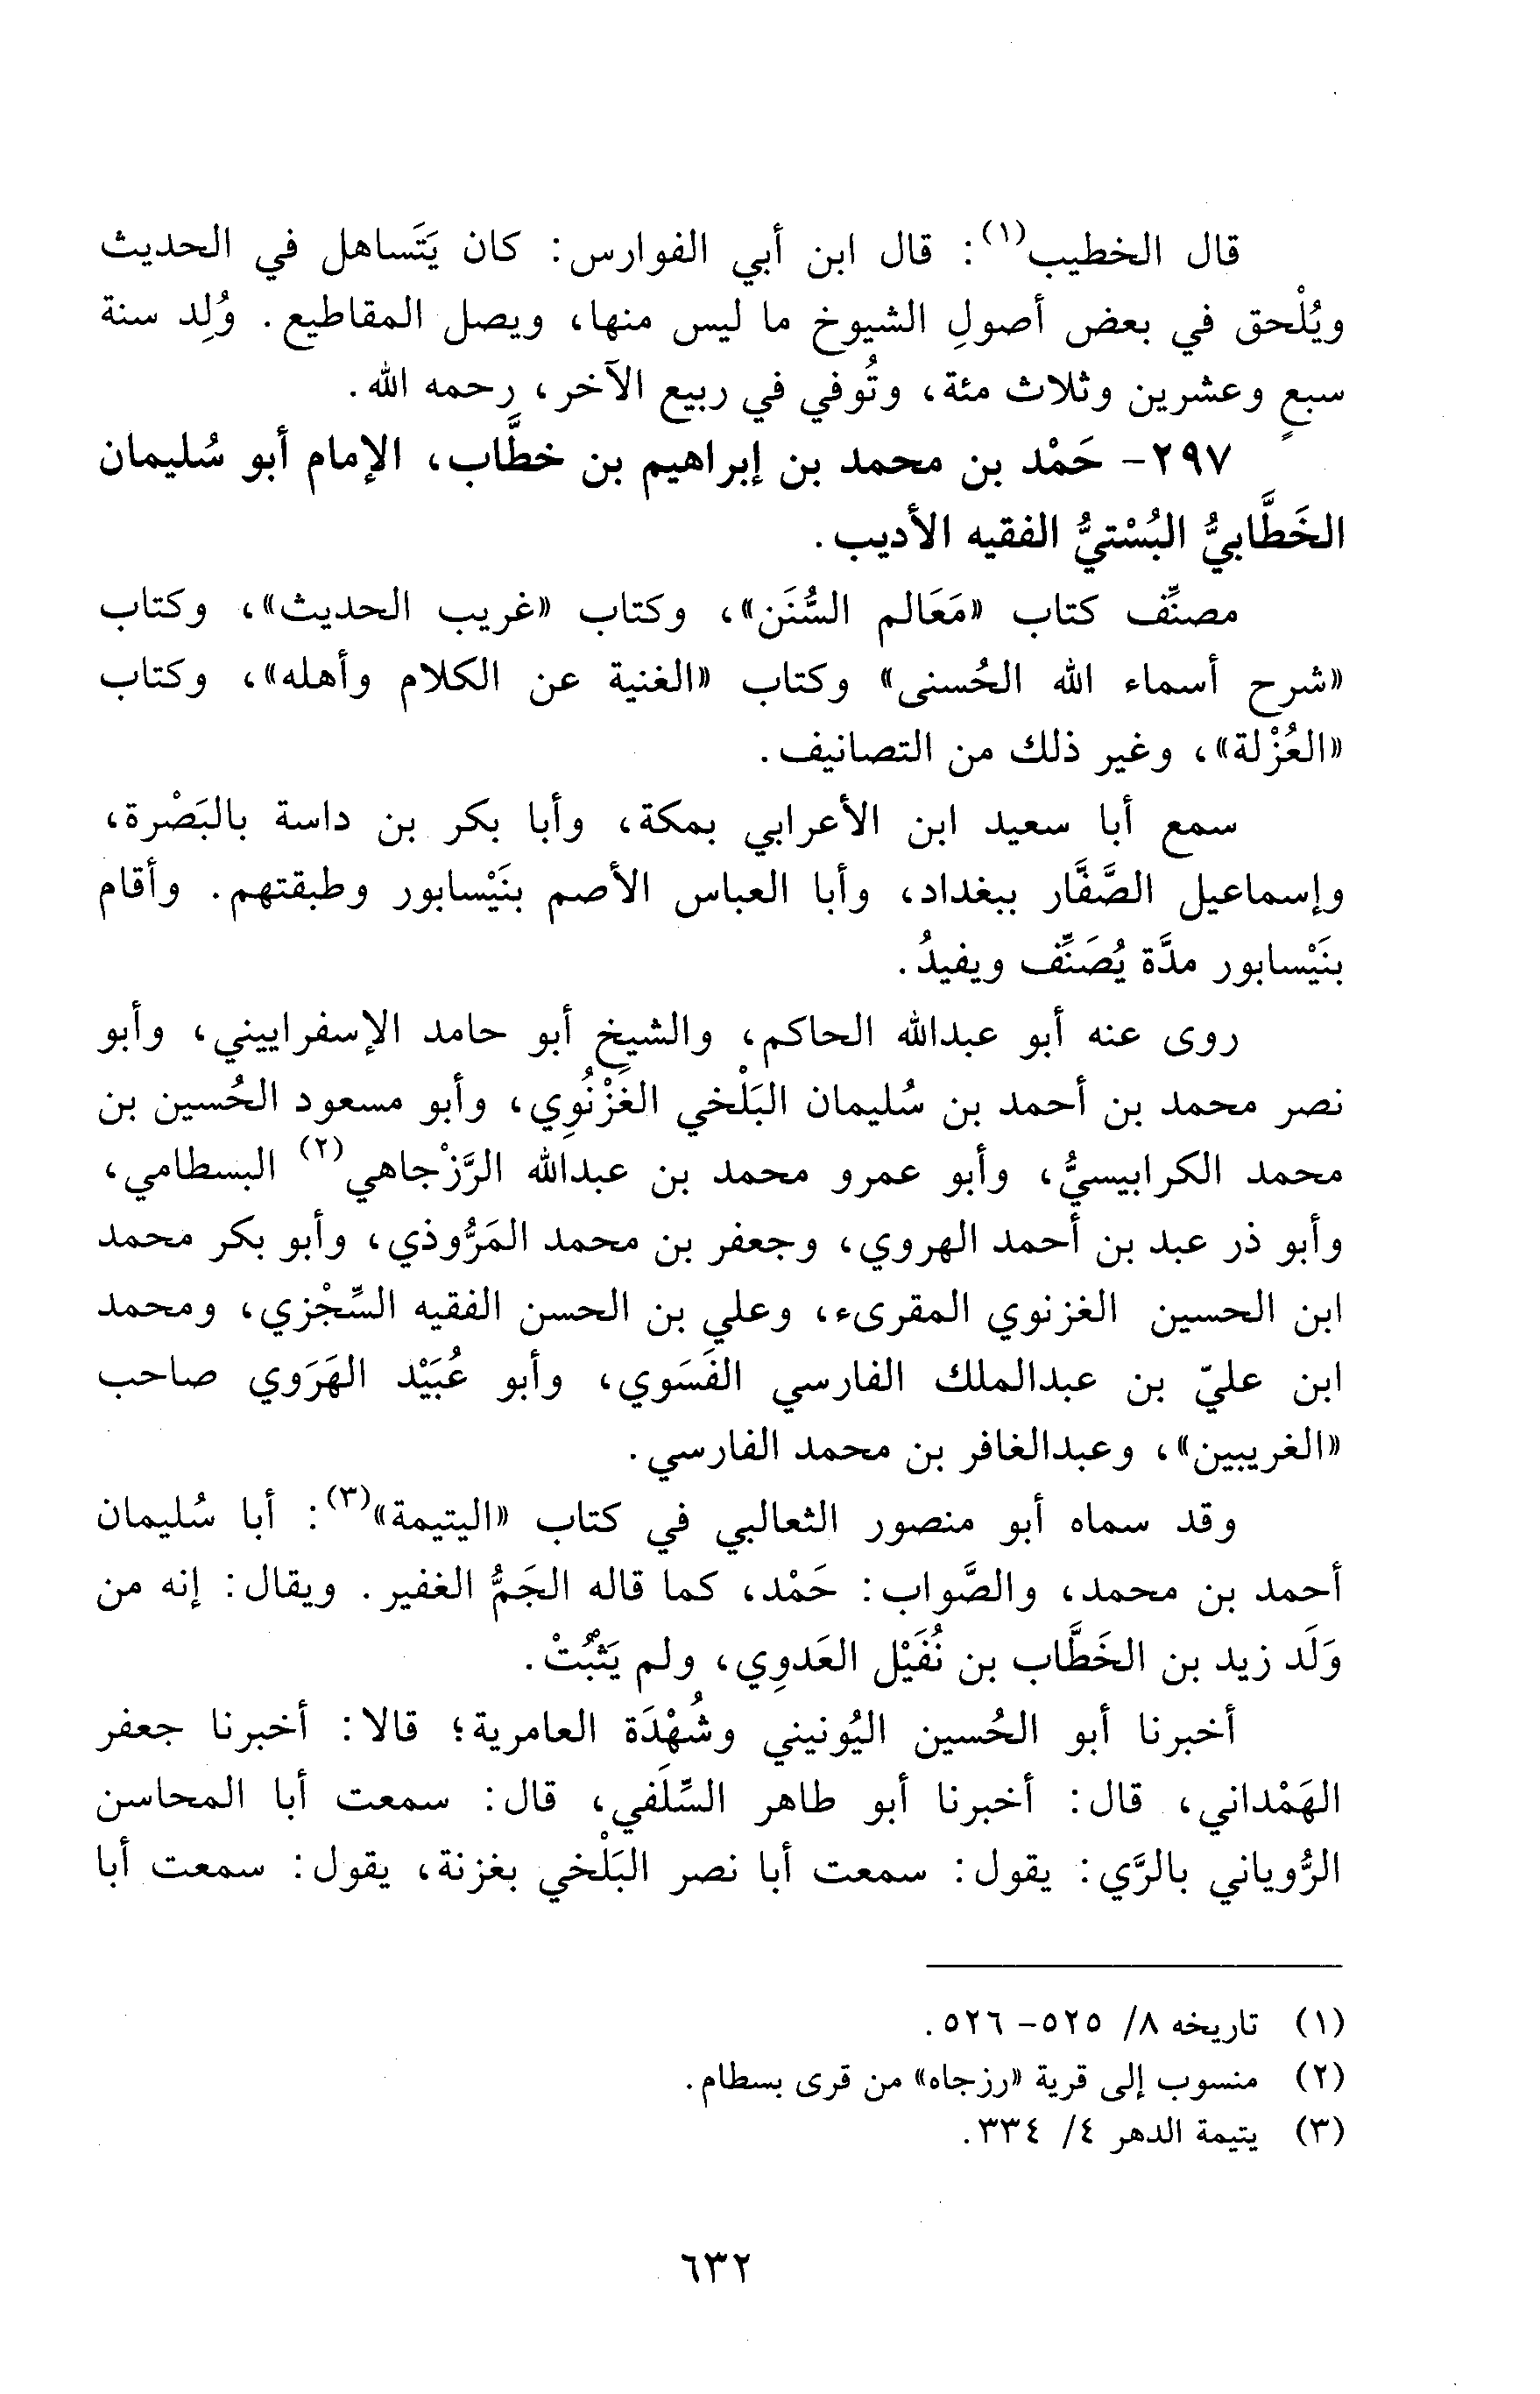 قال الخطيب(١): قال ابن أبي الفوارس: كان يَتَساهل في الحديث
ويُلْحق في بعض أصولِ الشيوخ ما ليس منها، ويصل المقاطيع. وُلِد سنة
سبعٍ وعشرين وثلاث مئة، وتُوفي في ربيع الآخر، رحمه الله.
٢٩٧- حَمْد بن محمد بن إبراهيم بن خطَّاب، الإمام أبو سُليمان
الخَطَّابيُّ البُسْتيُّ الفقيه الأديب.
مصنِّف كتاب «مَعَالم السُّنَن»، وكتاب «غريب الحديث»، وكتاب
«شرح أسماء الله الحُسنى» وكتاب «الغنية عن الكلام وأهله»، وكتاب
«العُزْلة»، وغير ذلك من التصانيف.
سمع أبا سعيد ابن الأعرابي بمكة، وأبا بكر بن داسة بالبَصْرة،
وإسماعيل الصَّفَّار ببغداد، وأبا العباس الأصم بنَيْسابور وطبقتهم. وأقام
بنَيْسابور مدَّة يُصَنِّف ويفيدُ.
روى عنه أبو عبدالله الحاكم، والشيخ أبو حامد الإسفراييني، وأبو
نصر محمد بن أحمد بن سُليمان البَلْخي الغَزْنُوِي، وأبو مسعود الحُسين بن
محمد الكرابيسيُّ، وأبو عمرو محمد بن عبدالله الرَّزْجاهي(٢) البسطامي،
وأبو ذر عبد بن أحمد الهروي، وجعفر بن محمد المَرُّوذي، وأبو بكر محمد
ابن الحسين الغزنوي المقرىء، وعلي بن الحسن الفقيه السِّجْزي، ومحمد
ابن عليّ بن عبدالملك الفارسي الفَسَوي، وأبو عُبَيْد الهَرَوي صاحب
«الغريبين»، وعبدالغافر بن محمد الفارسي.
وقد سماه أبو منصور الثعالبي في كتاب «اليتيمة»(٣): أبا سُليمان
أحمد بن محمد، والصَّواب: حَمْد، كما قاله الجَمُّ الغفير. ويقال: إنه من
وَلَد زيد بن الخَطَّاب بن نُفَيْل العَدوِي، ولم يَثْبُتْ.
أخبرنا أبو الحُسين اليُونيني وشُهْدَة العامرية؛ قالا: أخبرنا جعفر
الهَمْداني، قال: أخبرنا أبو طاهر السِّلَفي، قال: سمعت أبا المحاسن
الرُّوياني بالرَّي: يقول: سمعت أبا نصر البَلْخي بغزنة، يقول: سمعت أبا
(١) تاريخه ٨/ ٥٢٥- ٥٢٦.
(٢) منسوب إلى قرية «رزجاه» من قرى بسطام.
(٣) يتيمة الدهر ٤/ ٣٣٤.
٦٣٢